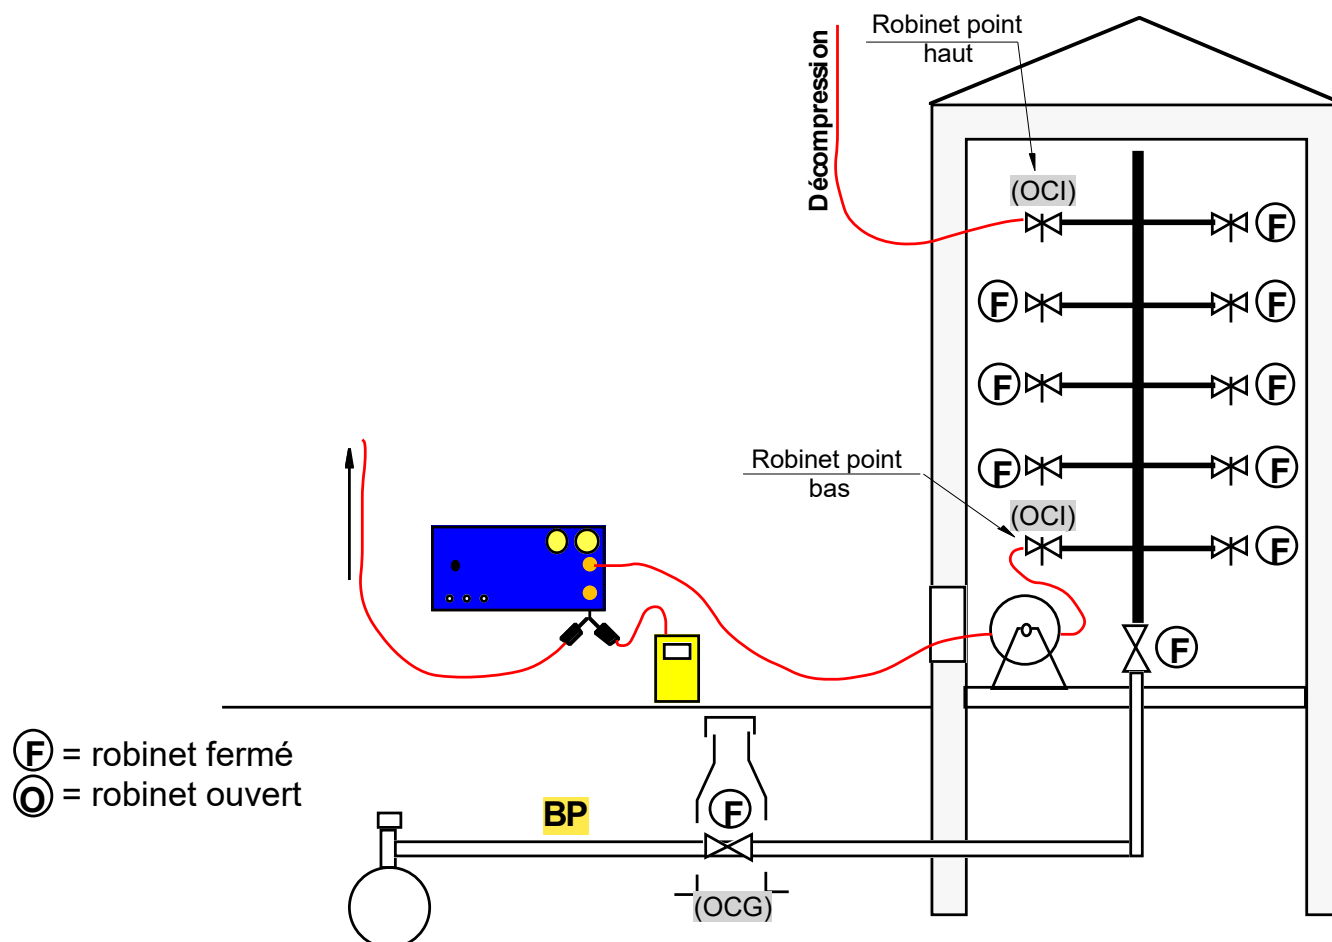 Robinet point
haut
Décompression
(OCI)
F
F
F
F
F
Robinet point
bas
F
F
(OCI)
F
F
F
F = robinet fermé
O = robinet ouvert
BP
F
(OCG)